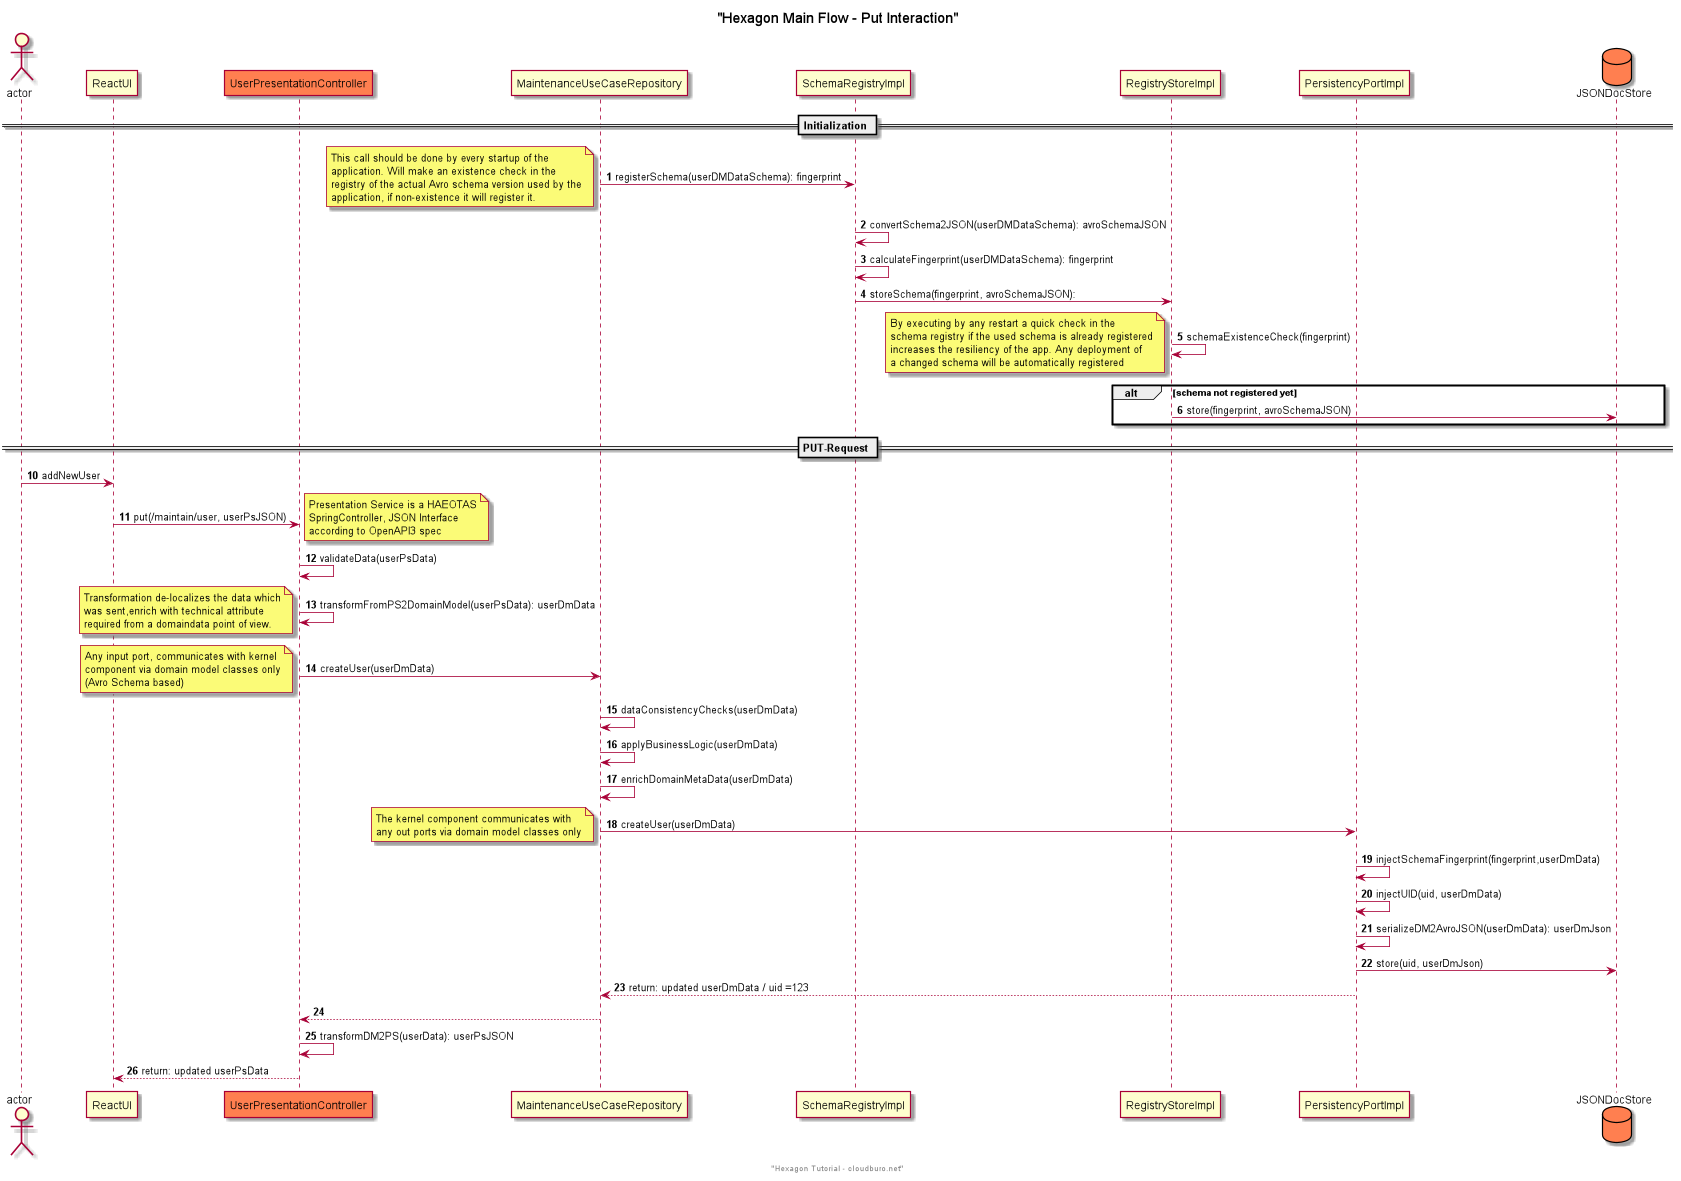 "Hexagon Main Flow - Put Interaction"
actor
ReactUI
UserPresentationController
MaintenanceUseCaseRepository
SchemaRegistryImpl
RegistryStoreImpl
PersistencyPortImpl
JSONDocStore
Initialization
This call should be done by every startup of the
application. Will make an existence check in the
registry of the actual Avro schema version used by the
application, if non-existence it will register it.
1 registerSchema(userDMDataSchema): fingerprint
2 convertSchema2JSON(userDMDataSchema): avroSchemaJSON
3 calculateFingerprint(userDMDataSchema): fingerprint
4 storeSchema(fingerprint, avroSchemaJSON):
By executing by any restart a quick check in the
schema registry if the used schema is already registered
increases the resiliency of the app. Any deployment of
a changed schema will be automatically registered
5 schemaExistenceCheck(fingerprint)
alt [schema not registered yet]
6 store(fingerprint, avroSchemaJSON)
PUT-Request
10 addNewUser
11 put(/maintain/user, userPsJSON)
Presentation Service is a HAEOTAS
SpringController, JSON Interface
according to OpenAPI3 spec
12 validateData(userPsData)
Transformation de-localizes the data which
was sent,enrich with technical attribute
required from a domaindata point of view.
13 transformFromPS2DomainModel(userPsData): userDmData
Any input port, communicates with kernel
component via domain model classes only
(Avro Schema based)
14 createUser(userDmData)
15 dataConsistencyChecks(userDmData)
16 applyBusinessLogic(userDmData)
17 enrichDomainMetaData(userDmData)
The kernel component communicates with
any out ports via domain model classes only
18 createUser(userDmData)
19 injectSchemaFingerprint(fingerprint,userDmData)
20 injectUID(uid, userDmData)
21 serializeDM2AvroJSON(userDmData): userDmJson
22 store(uid, userDmJson)
23 return: updated userDmData / uid =123
24
25 transformDM2PS(userData): userPsJSON
26 return: updated userPsData
actor
ReactUI
UserPresentationController
MaintenanceUseCaseRepository
SchemaRegistryImpl
RegistryStoreImpl
PersistencyPortImpl
JSONDocStore
"Hexagon Tutorial - cloudburo.net"